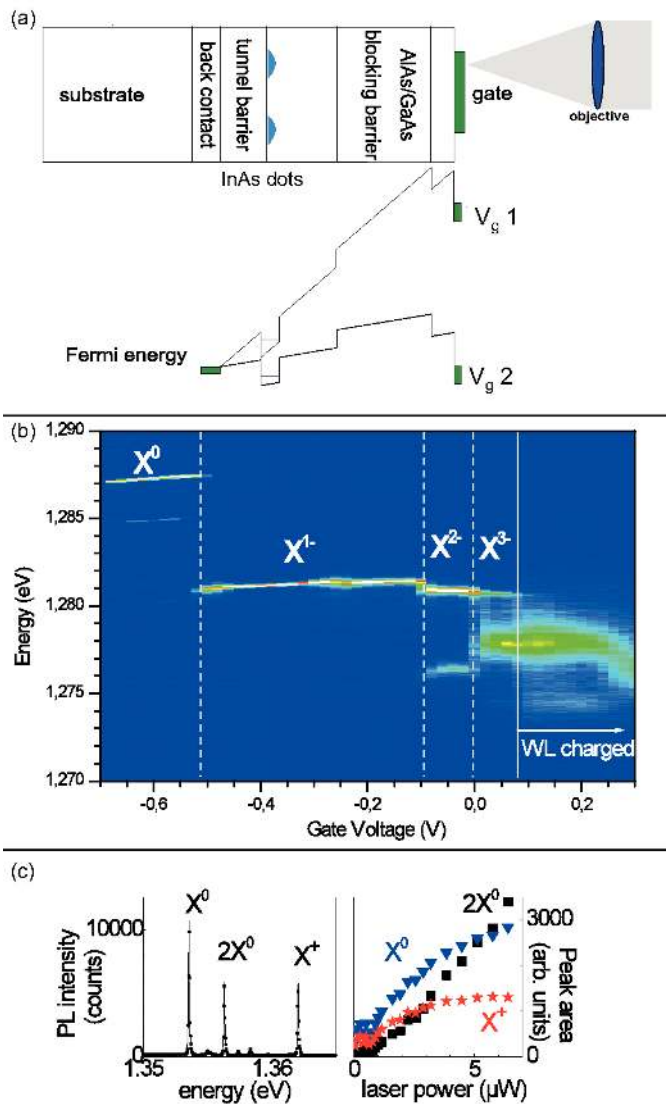 (a)
substrate
back contact
tunnel barrier
blocking barrier
AlAs/GaAs
gate
objective
InAs dots
V_g 1
Fermi energy
V_g 2
(b)
1,290
1,285
1,280
1,275
1,270
Energy (eV)
X⁰
X¹⁻
X²⁻
X³⁻
WL charged
-0,6
-0,4
-0,2
0,0
0,2
Gate Voltage (V)
(c)
10000
0
PL intensity
(counts)
X⁰
2X⁰
X⁺
1.35
1.36
energy (eV)
X⁰
2X⁰
X⁺
3000
0
Peak area
(arb. units)
0
5
laser power (µW)